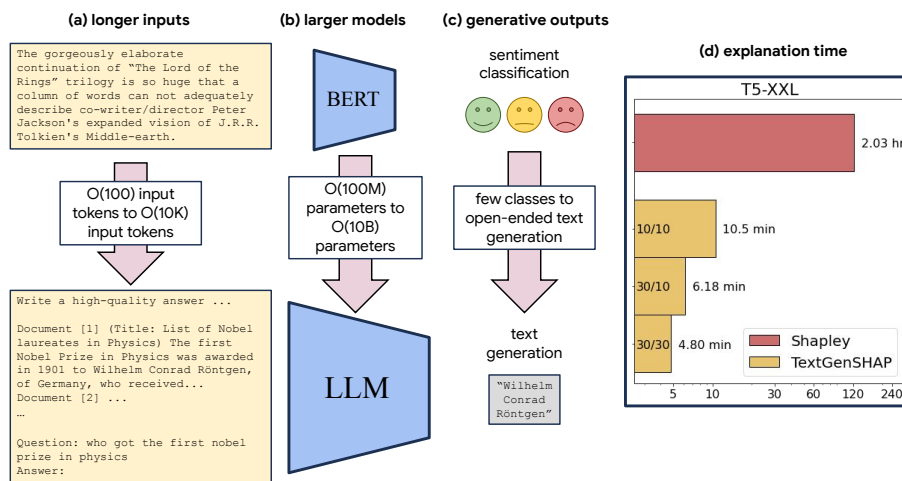 (a) longer inputs
The gorgeously elaborate
continuation of “The Lord of the
Rings” trilogy is so huge that a
column of words can not adequately
describe co-writer/director Peter
Jackson's expanded vision of J.R.R.
Tolkien's Middle-earth.
O(100) input
tokens to O(10K)
input tokens
Write a high-quality answer ...
Document [1] (Title: List of Nobel
laureates in Physics) The first
Nobel Prize in Physics was awarded
in 1901 to Wilhelm Conrad Röntgen,
of Germany, who received...
Document [2] ...
…
Question: who got the first nobel
prize in physics
Answer:
(b) larger models
BERT
O(100M)
parameters to
O(10B)
parameters
LLM
(c) generative outputs
sentiment
classification
few classes to
open-ended text
generation
text
generation
“Wilhelm
Conrad
Röntgen”
(d) explanation time
T5-XXL
2.03 hr
10/10 10.5 min
30/10 6.18 min
30/30 4.80 min
Shapley
TextGenSHAP
5 10 30 60 120 240